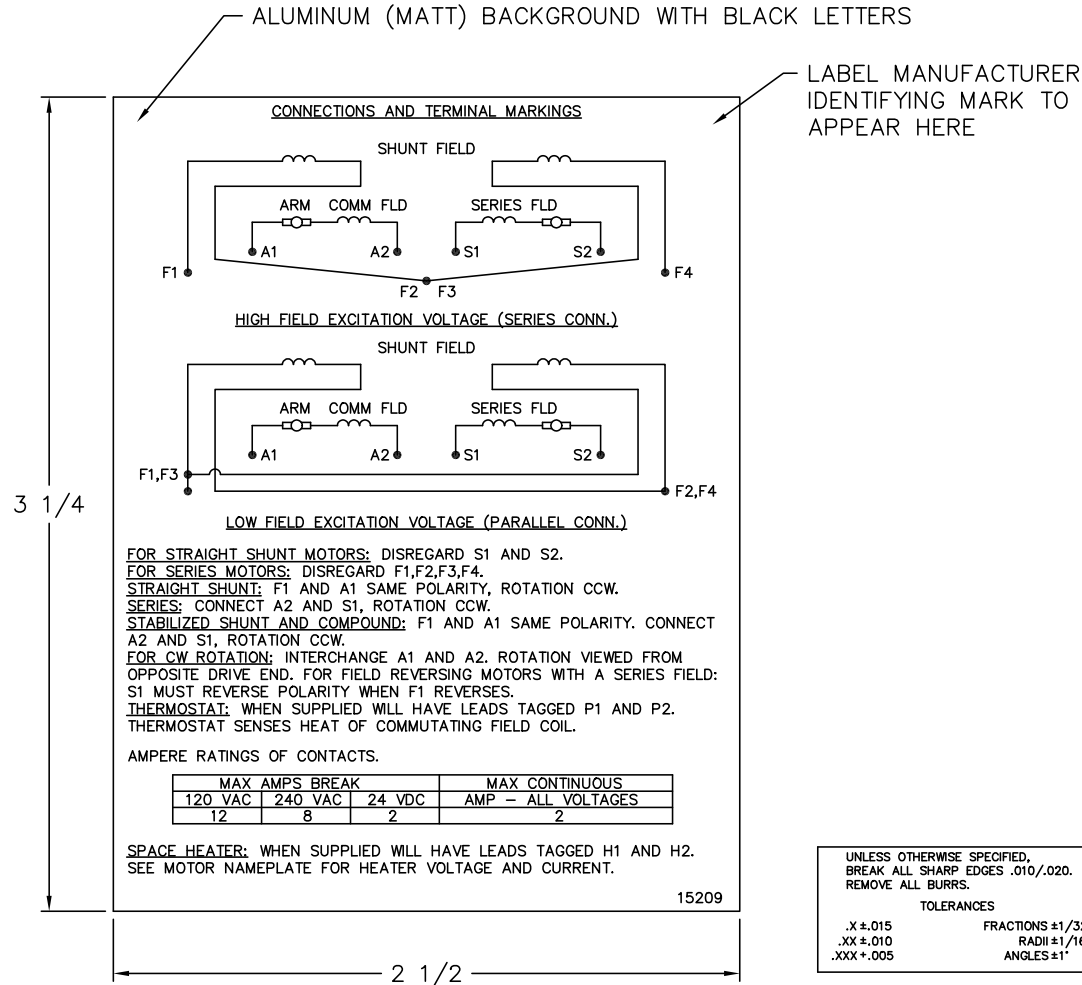 ALUMINUM (MATT) BACKGROUND WITH BLACK LETTERS
LABEL MANUFACTURER
IDENTIFYING MARK TO
APPEAR HERE
CONNECTIONS AND TERMINAL MARKINGS
SHUNT FIELD
ARM COMM FLD SERIES FLD
A1 A2 S1 S2
F1 F4
F2 F3
HIGH FIELD EXCITATION VOLTAGE (SERIES CONN.)
SHUNT FIELD
ARM COMM FLD SERIES FLD
A1 A2 S1 S2
F1,F3
F2,F4
3 1/4
LOW FIELD EXCITATION VOLTAGE (PARALLEL CONN.)
FOR STRAIGHT SHUNT MOTORS: DISREGARD S1 AND S2.
FOR SERIES MOTORS: DISREGARD F1,F2,F3,F4.
STRAIGHT SHUNT: F1 AND A1 SAME POLARITY, ROTATION CCW.
SERIES: CONNECT A2 AND S1, ROTATION CCW.
STABILIZED SHUNT AND COMPOUND: F1 AND A1 SAME POLARITY. CONNECT
A2 AND S1, ROTATION CCW.
FOR CW ROTATION: INTERCHANGE A1 AND A2. ROTATION VIEWED FROM
OPPOSITE DRIVE END. FOR FIELD REVERSING MOTORS WITH A SERIES FIELD:
S1 MUST REVERSE POLARITY WHEN F1 REVERSES.
THERMOSTAT: WHEN SUPPLIED WILL HAVE LEADS TAGGED P1 AND P2.
THERMOSTAT SENSES HEAT OF COMMUTATING FIELD COIL.
AMPERE RATINGS OF CONTACTS.
MAX AMPS BREAK MAX CONTINUOUS
120 VAC 240 VAC 24 VDC AMP – ALL VOLTAGES
12 8 2 2
SPACE HEATER: WHEN SUPPLIED WILL HAVE LEADS TAGGED H1 AND H2.
SEE MOTOR NAMEPLATE FOR HEATER VOLTAGE AND CURRENT.
15209
2 1/2
UNLESS OTHERWISE SPECIFIED,
BREAK ALL SHARP EDGES .010/.020.
REMOVE ALL BURRS.
TOLERANCES
.X ±.015 FRACTIONS ±1/32
.XX ±.010 RADII ±1/16
.XXX +.005 ANGLES ±1°